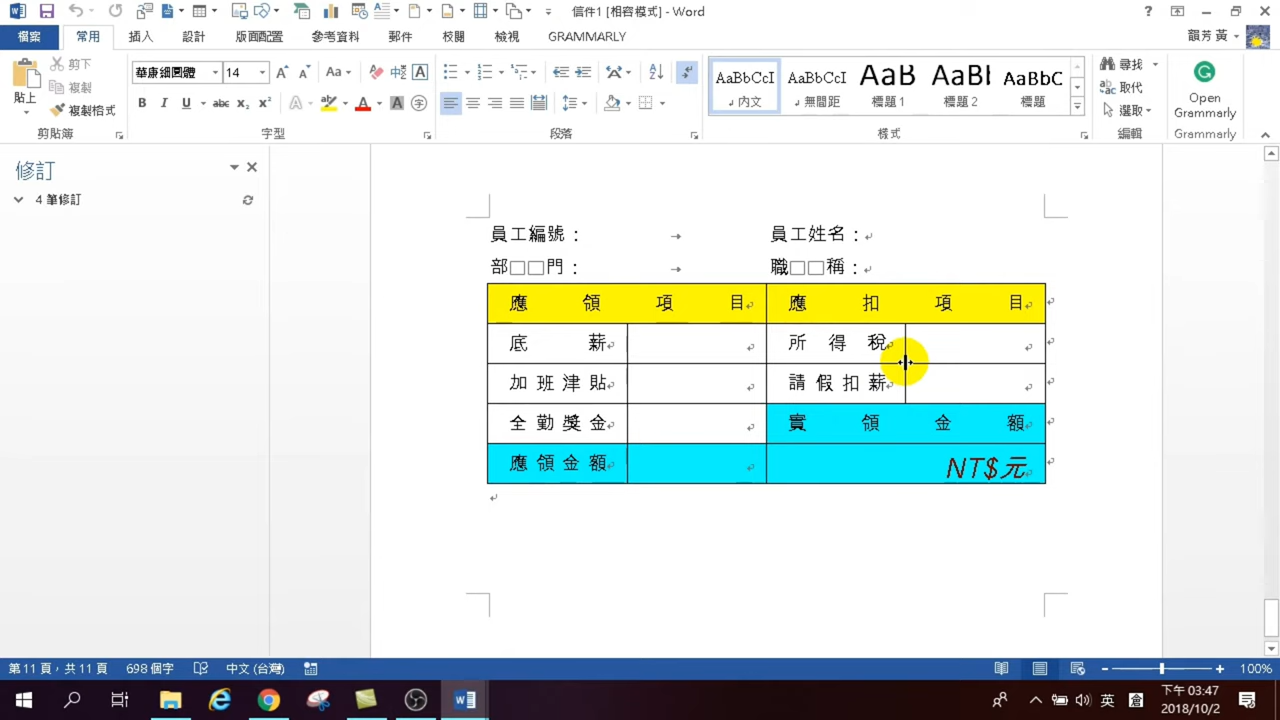 信件1 [相容模式] - Word
檔案 常用 插入 設計 版面配置 參考資料 郵件 校閱 檢視 GRAMMARLY 韻芳 黃
貼上
剪下
複製
複製格式
剪貼簿
華康細圓體 14
字型
段落
AaBbCcI AaBbCcI AaB AaBl AaBbC
內文 無間距 標題 1 標題 2 標題
樣式
尋找
取代
選取
編輯
Open
Grammarly
Grammarly
修訂
4 筆修訂
員工編號： 員工姓名：
部□□門： 職□□稱：
應領項目 應扣項目
底薪 所得稅
加班津貼 請假扣薪
全勤獎金 實領金額
應領金額 NT$元
第 11 頁，共 11 頁 698 個字 中文 (台灣) 100%
英 下午 03:47
2018/10/2